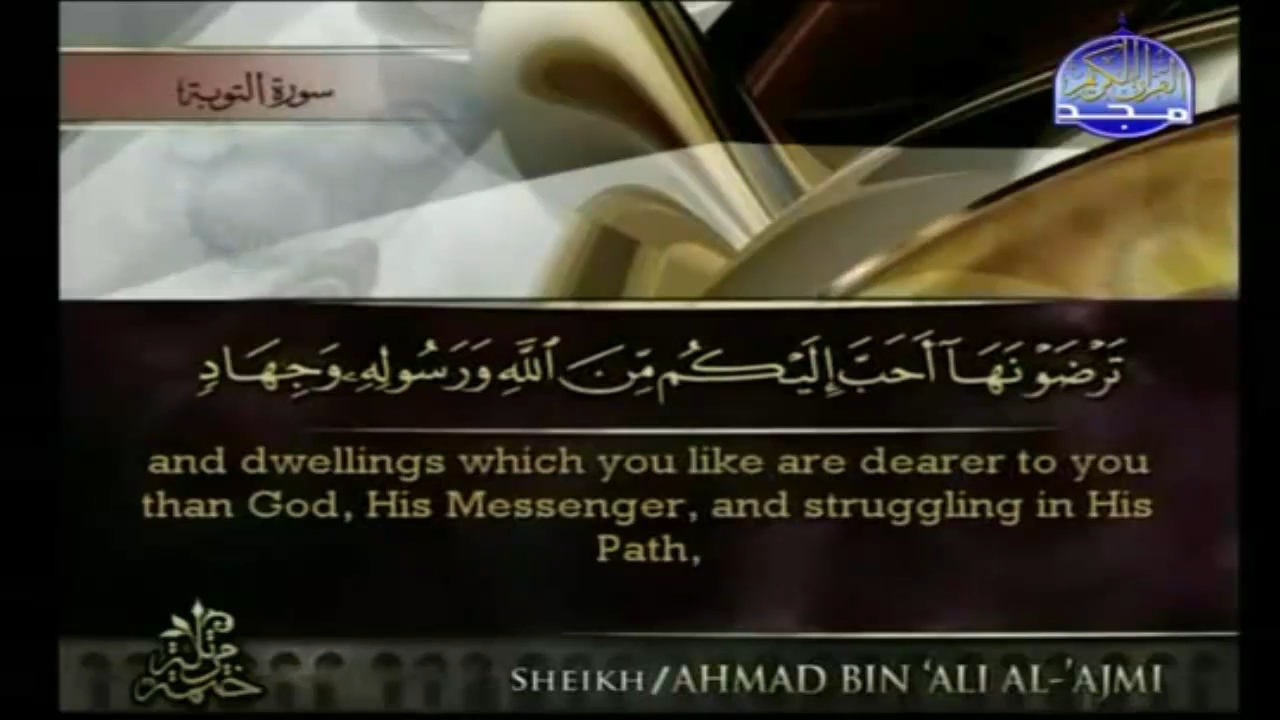 سورة التوبة
القرآن الكريم
مجد
تَرْضَوْنَهَآ أَحَبَّ إِلَيْكُم مِّنَ ٱللَّهِ وَرَسُولِهِۦ وَجِهَادٍ
and dwellings which you like are dearer to you
than God, His Messenger, and struggling in His
Path,
ختمة مرتلة
SHEIKH/AHMAD BIN ‘ALI AL-’AJMI